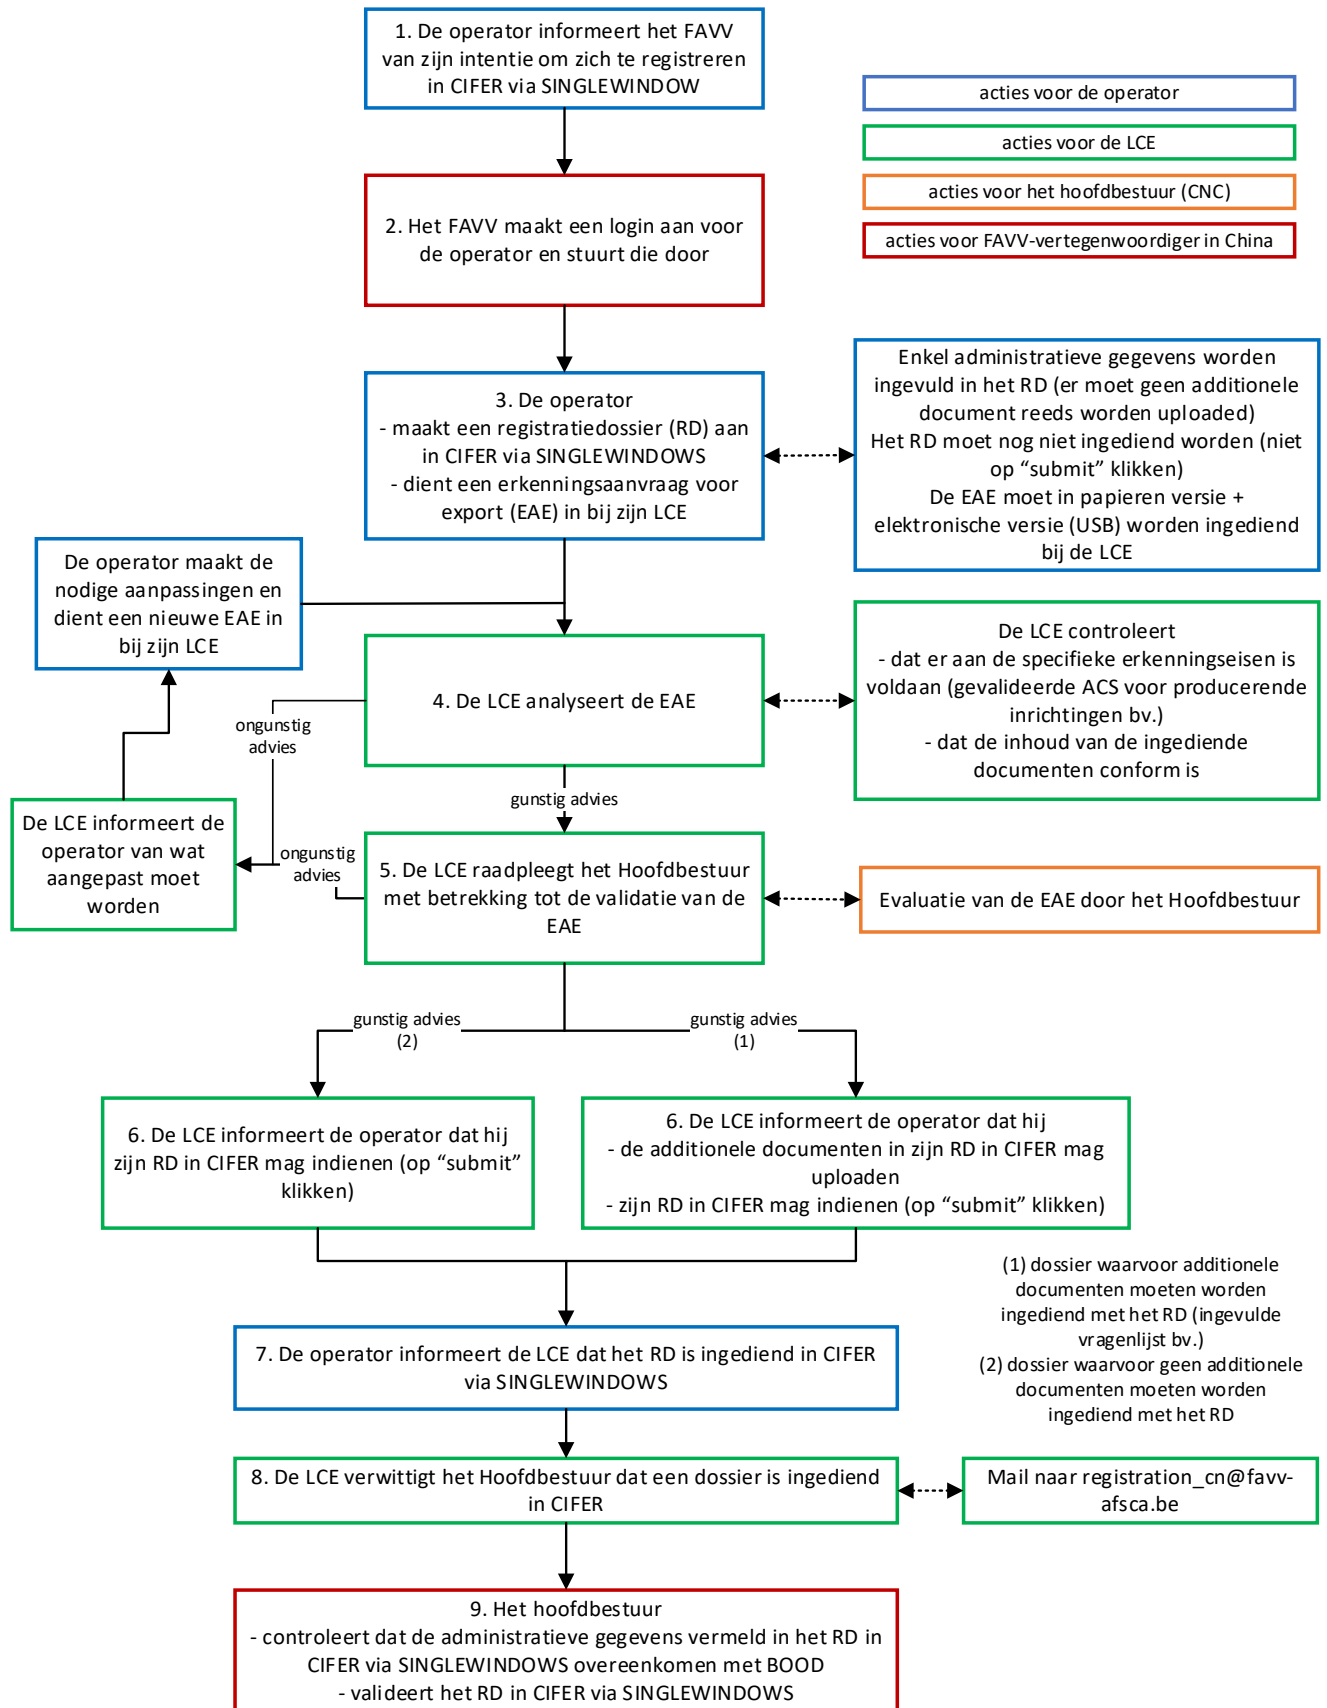 1. De operator informeert het FAVV
van zijn intentie om zich te registreren
in CIFER via SINGLEWINDOW
acties voor de operator
acties voor de LCE
acties voor het hoofdbestuur (CNC)
acties voor FAVV-vertegenwoordiger in China
2. Het FAVV maakt een login aan voor
de operator en stuurt die door
3. De operator
- maakt een registratiedossier (RD) aan
in CIFER via SINGLEWINDOWS
- dient een erkenningsaanvraag voor
export (EAE) in bij zijn LCE
Enkel administratieve gegevens worden
ingevuld in het RD (er moet geen additionele
document reeds worden uploaded)
Het RD moet nog niet ingediend worden (niet
op “submit” klikken)
De EAE moet in papieren versie +
elektronische versie (USB) worden ingediend
bij de LCE
De operator maakt de
nodige aanpassingen en
dient een nieuwe EAE in
bij zijn LCE
4. De LCE analyseert de EAE
De LCE controleert
- dat er aan de specifieke erkenningseisen is
voldaan (gevalideerde ACS voor producerende
inrichtingen bv.)
- dat de inhoud van de ingediende
documenten conform is
ongunstig
advies
gunstig advies
De LCE informeert de
operator van wat
aangepast moet
worden
ongunstig
advies
5. De LCE raadpleegt het Hoofdbestuur
met betrekking tot de validatie van de
EAE
Evaluatie van de EAE door het Hoofdbestuur
gunstig advies
(2)
gunstig advies
(1)
6. De LCE informeert de operator dat hij
zijn RD in CIFER mag indienen (op “submit”
klikken)
6. De LCE informeert de operator dat hij
- de additionele documenten in zijn RD in CIFER mag
uploaden
- zijn RD in CIFER mag indienen (op “submit” klikken)
(1) dossier waarvoor additionele
documenten moeten worden
ingediend met het RD (ingevulde
vragenlijst bv.)
(2) dossier waarvoor geen additionele
documenten moeten worden
ingediend met het RD
7. De operator informeert de LCE dat het RD is ingediend in CIFER
via SINGLEWINDOWS
8. De LCE verwittigt het Hoofdbestuur dat een dossier is ingediend
in CIFER
Mail naar registration_cn@favv-
afsca.be
9. Het hoofdbestuur
- controleert dat de administratieve gegevens vermeld in het RD in
CIFER via SINGLEWINDOWS overeenkomen met BOOD
- valideert het RD in CIFER via SINGLEWINDOWS